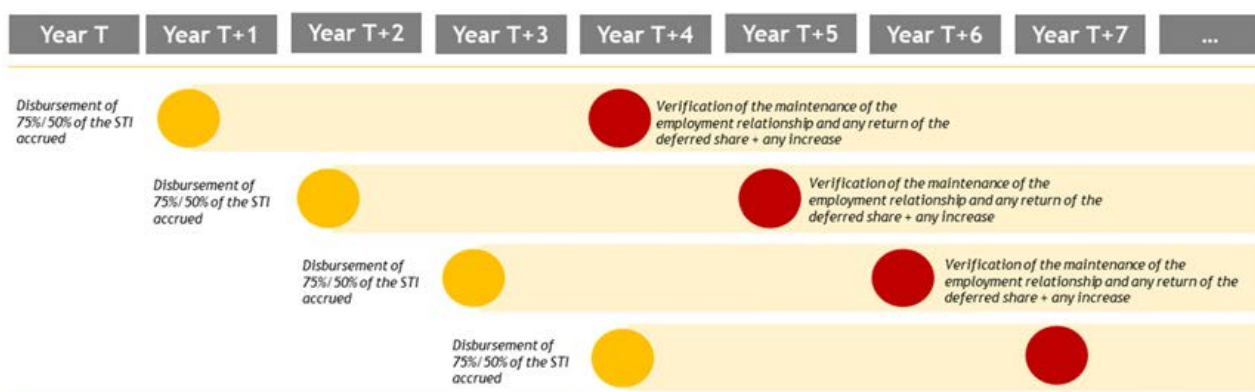 Year T
Year T+1
Year T+2
Year T+3
Year T+4
Year T+5
Year T+6
Year T+7
...
Disbursement of
75%/50% of the STI
accrued
Verification of the maintenance of the
employment relationship and any return of the
deferred share + any increase
Disbursement of
75%/50% of the STI
accrued
Verification of the maintenance of the
employment relationship and any return of the
deferred share + any increase
Disbursement of
75%/50% of the STI
accrued
Verification of the maintenance of the
employment relationship and any return of the
deferred share + any increase
Disbursement of
75%/50% of the STI
accrued